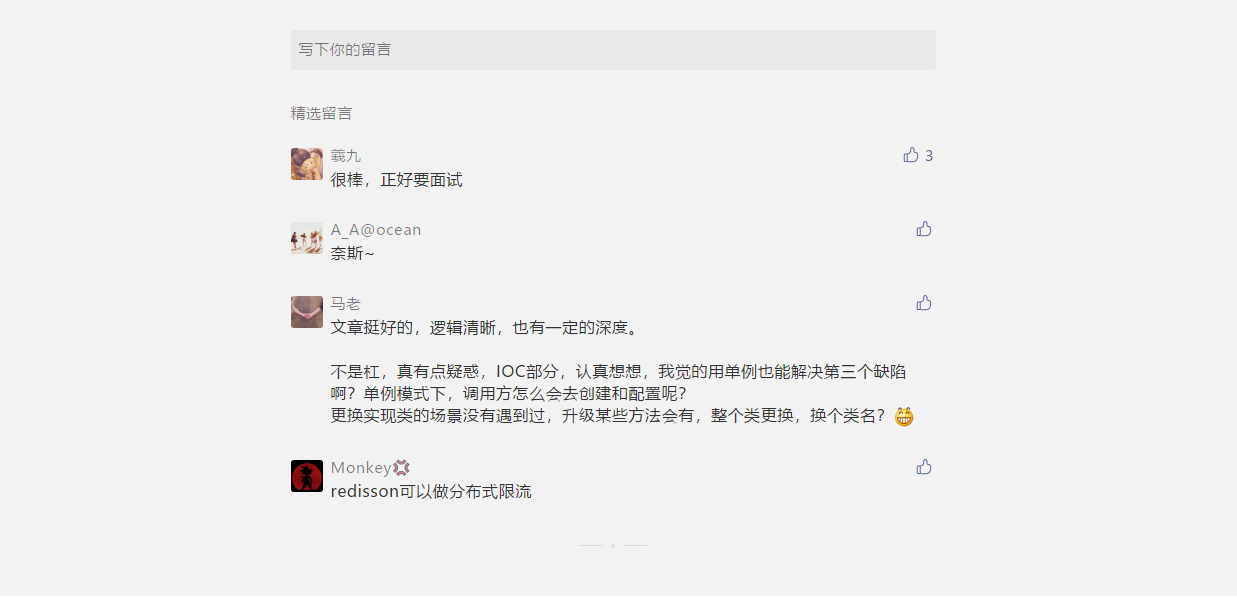 写下你的留言
精选留言
義九
3
很棒，正好要面试
A_A@ocean
奈斯~
马老
文章挺好的，逻辑清晰，也有一定的深度。
不是杠，真有点疑惑，IOC部分，认真想想，我觉的用单例也能解决第三个缺陷
啊？单例模式下，调用方怎么会去创建和配置呢？
更换实现类的场景没有遇到过，升级某些方法会有，整个类更换，换个类名？😁
Monkey💢
redisson可以做分布式限流